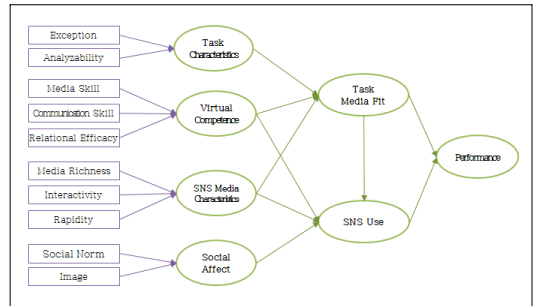 Exception
Analyzability
Media Skill
Communication Skill
Relational Efficacy
Media Richness
Interactivity
Rapidity
Social Norm
Image
Task
Characteristics
Virtual
Competence
SNS Media
Characteristics
Social
Affect
Task
Media Fit
SNS Use
Performance